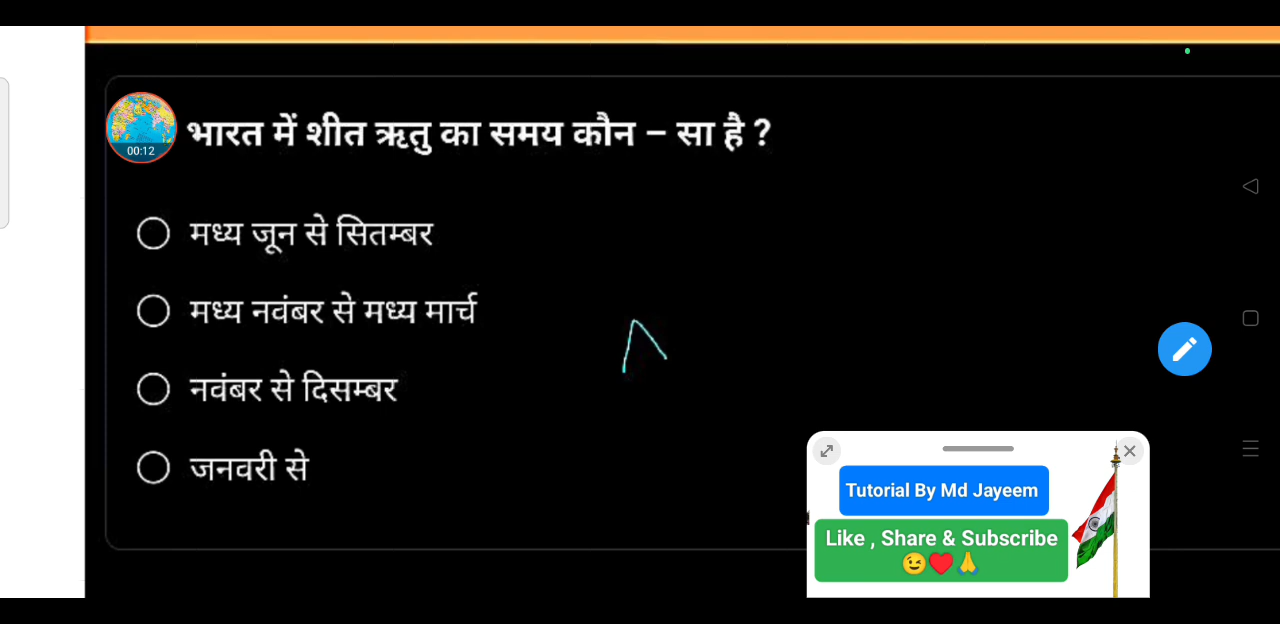 भारत में शीत ऋतु का समय कौन – सा है ?
00:12
मध्य जून से सितम्बर
मध्य नवंबर से मध्य मार्च
नवंबर से दिसम्बर
जनवरी से
Tutorial By Md Jayeem
Like , Share & Subscribe
😉❤️🙏